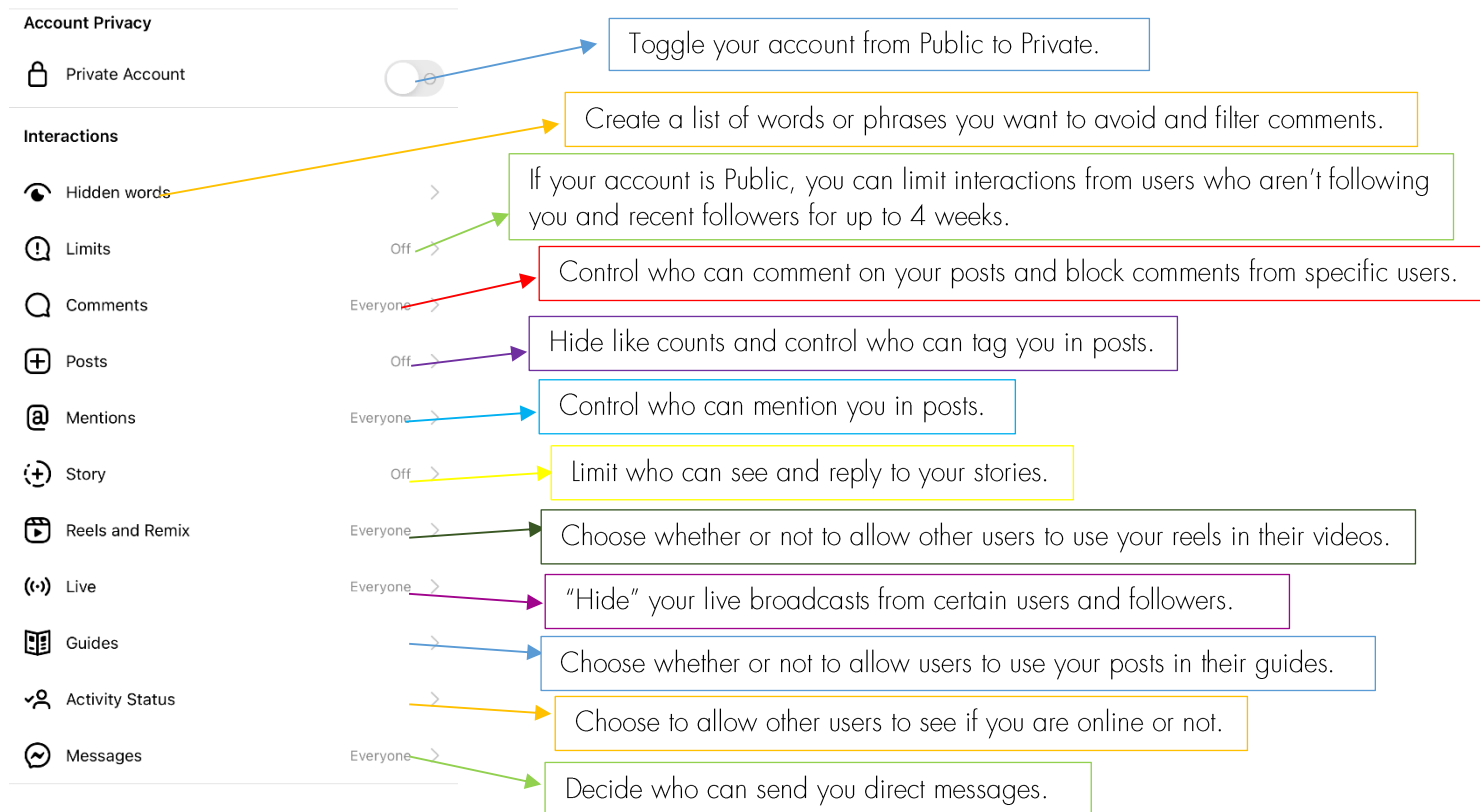 Account Privacy
Toggle your account from Public to Private.
Private Account
Create a list of words or phrases you want to avoid and filter comments.
Interactions
Hidden words
If your account is Public, you can limit interactions from users who aren’t following
you and recent followers for up to 4 weeks.
Limits
Off
Control who can comment on your posts and block comments from specific users.
Comments
Everyone
Hide like counts and control who can tag you in posts.
Posts
Off
Control who can mention you in posts.
Mentions
Everyone
Story
Off
Limit who can see and reply to your stories.
Reels and Remix
Everyone
Choose whether or not to allow other users to use your reels in their videos.
Live
Everyone
“Hide” your live broadcasts from certain users and followers.
Guides
Choose whether or not to allow users to use your posts in their guides.
Activity Status
Choose to allow other users to see if you are online or not.
Messages
Everyone
Decide who can send you direct messages.